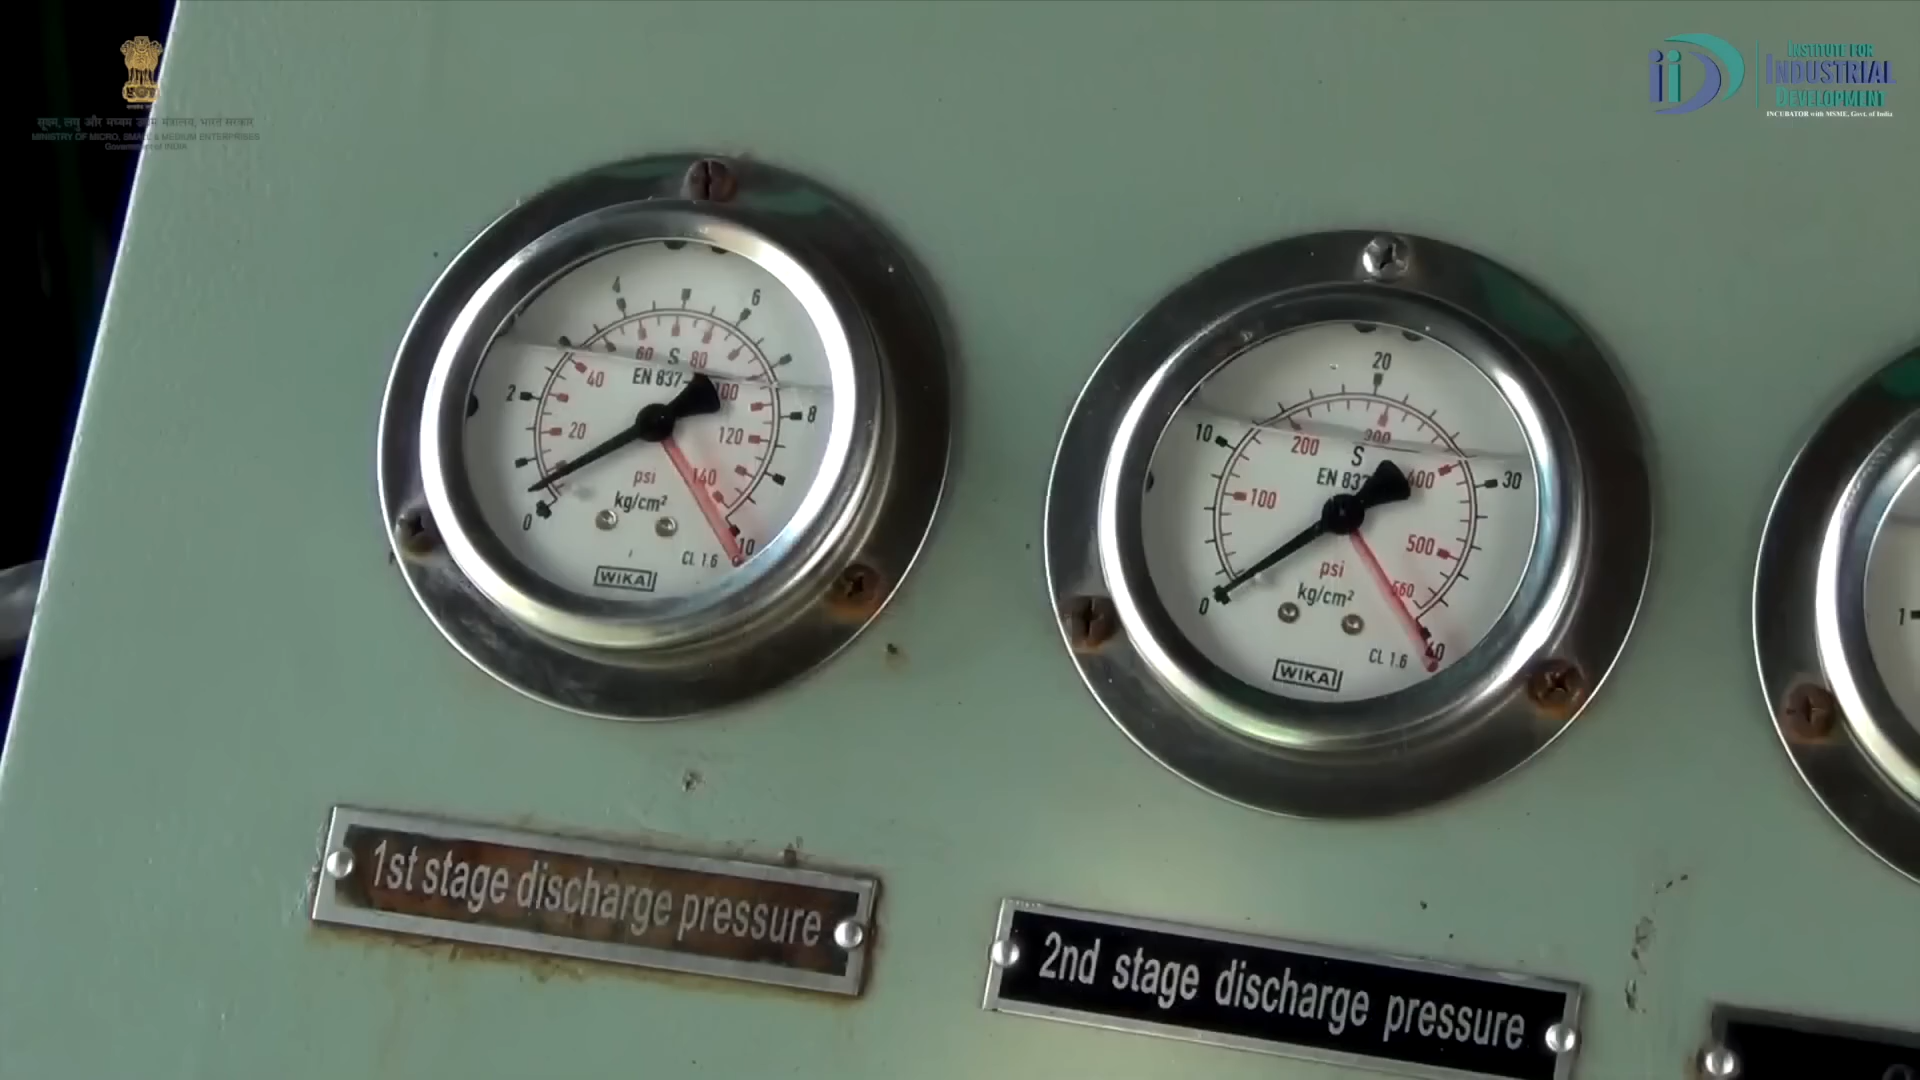 सूक्ष्म, लघु और मध्यम उद्यम मंत्रालय, भारत सरकार
MINISTRY OF MICRO, SMALL & MEDIUM ENTERPRISES
Government of INDIA
iiD
INSTITUTE FOR
INDUSTRIAL
DEVELOPMENT
INCUBATOR with MSME, Govt. of India
4 6
60 S 80
EN 837-
40 100
2 8
20 120
psi 140
kg/cm²
0 10
CL 1.6
WIKA
20
10 200 300
S
EN 837
400 30
100
500
psi 560
kg/cm²
0 40
CL 1.6
WIKA
1
1st stage discharge pressure
2nd stage discharge pressure